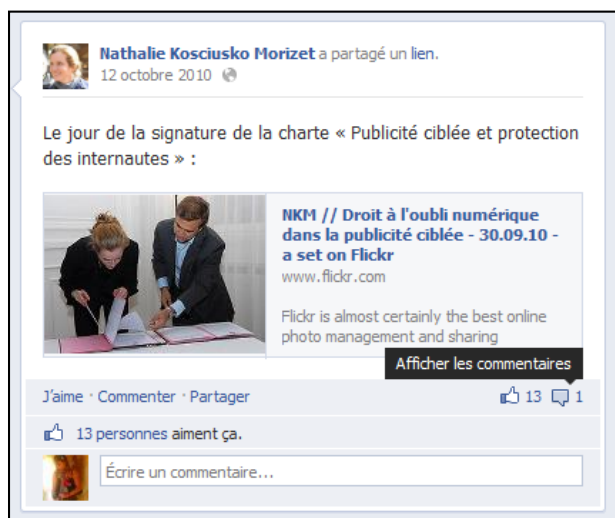 Nathalie Kosciusko Morizet a partagé un lien.
12 octobre 2010
Le jour de la signature de la charte « Publicité ciblée et protection
des internautes » :
NKM // Droit à l'oubli numérique
dans la publicité ciblée - 30.09.10 -
a set on Flickr
www.flickr.com
Flickr is almost certainly the best online
photo management and sharing
Afficher les commentaires
J'aime · Commenter · Partager 13 1
13 personnes aiment ça.
Écrire un commentaire...